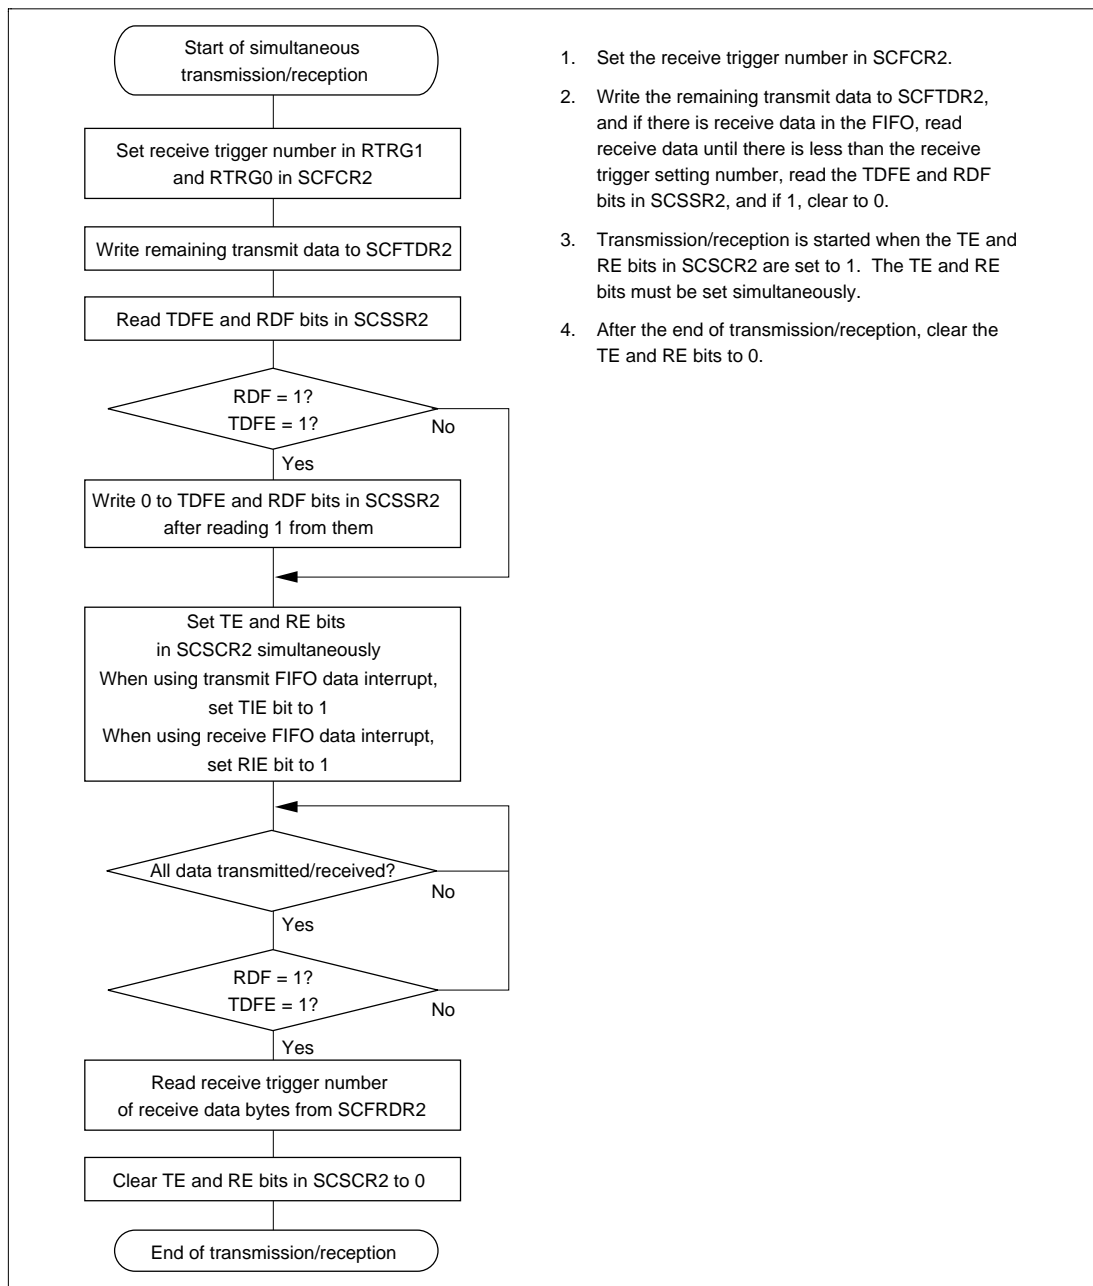 Start of simultaneous
transmission/reception
Set receive trigger number in RTRG1
and RTRG0 in SCFCR2
Write remaining transmit data to SCFTDR2
Read TDFE and RDF bits in SCSSR2
RDF = 1?
TDFE = 1?
No
Yes
Write 0 to TDFE and RDF bits in SCSSR2
after reading 1 from them
Set TE and RE bits
in SCSCR2 simultaneously
When using transmit FIFO data interrupt,
set TIE bit to 1
When using receive FIFO data interrupt,
set RIE bit to 1
All data transmitted/received?
No
Yes
RDF = 1?
TDFE = 1?
No
Yes
Read receive trigger number
of receive data bytes from SCFRDR2
Clear TE and RE bits in SCSCR2 to 0
End of transmission/reception
1. Set the receive trigger number in SCFCR2.
2. Write the remaining transmit data to SCFTDR2,
and if there is receive data in the FIFO, read
receive data until there is less than the receive
trigger setting number, read the TDFE and RDF
bits in SCSSR2, and if 1, clear to 0.
3. Transmission/reception is started when the TE and
RE bits in SCSCR2 are set to 1. The TE and RE
bits must be set simultaneously.
4. After the end of transmission/reception, clear the
TE and RE bits to 0.